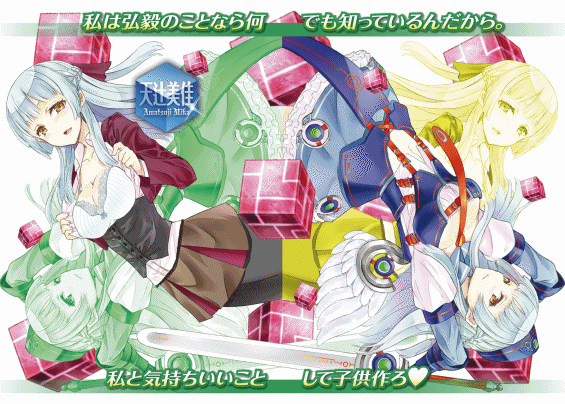 私は弘毅のことなら何でも知っているんだから。
天辻美佳
Amatsuji Mika
私と気持ちいいことして子供作ろ♥